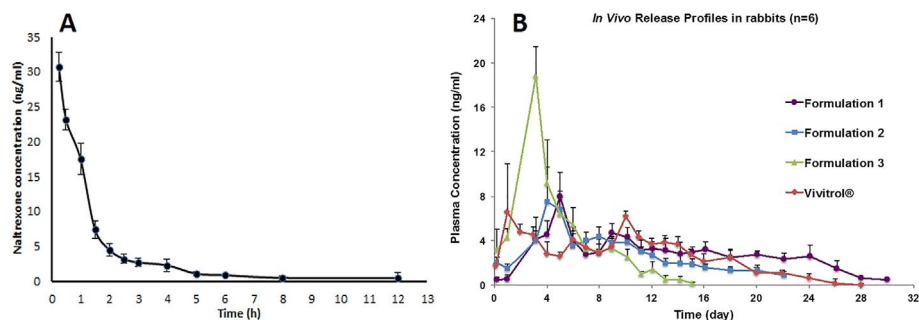 A
Naltrexone concentration (ng/ml)
35
30
25
20
15
10
5
0
0 1 2 3 4 5 6 7 8 9 10 11 12 13
Time (h)
B
In Vivo Release Profiles in rabbits (n=6)
Plasma Concentration (ng/ml)
24
20
16
12
8
4
0
0 4 8 12 16 20 24 28 32
Time (day)
Formulation 1
Formulation 2
Formulation 3
Vivitrol®